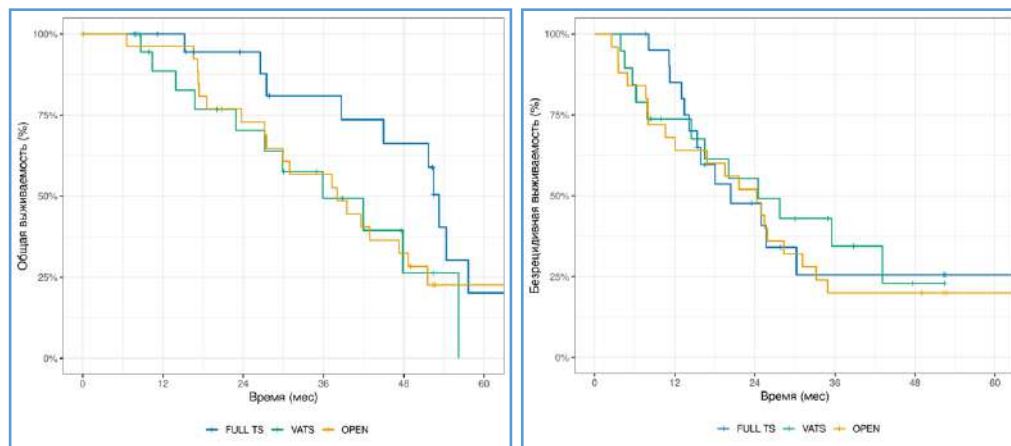 Общая выживаемость (%)
100%
75%
50%
25%
0%
0 12 24 36 48 60
Время (мес)
FULL TS VATS OPEN
Безрецидивная выживаемость (%)
100%
75%
50%
25%
0%
0 12 24 36 48 60
Время (мес)
FULL TS VATS OPEN